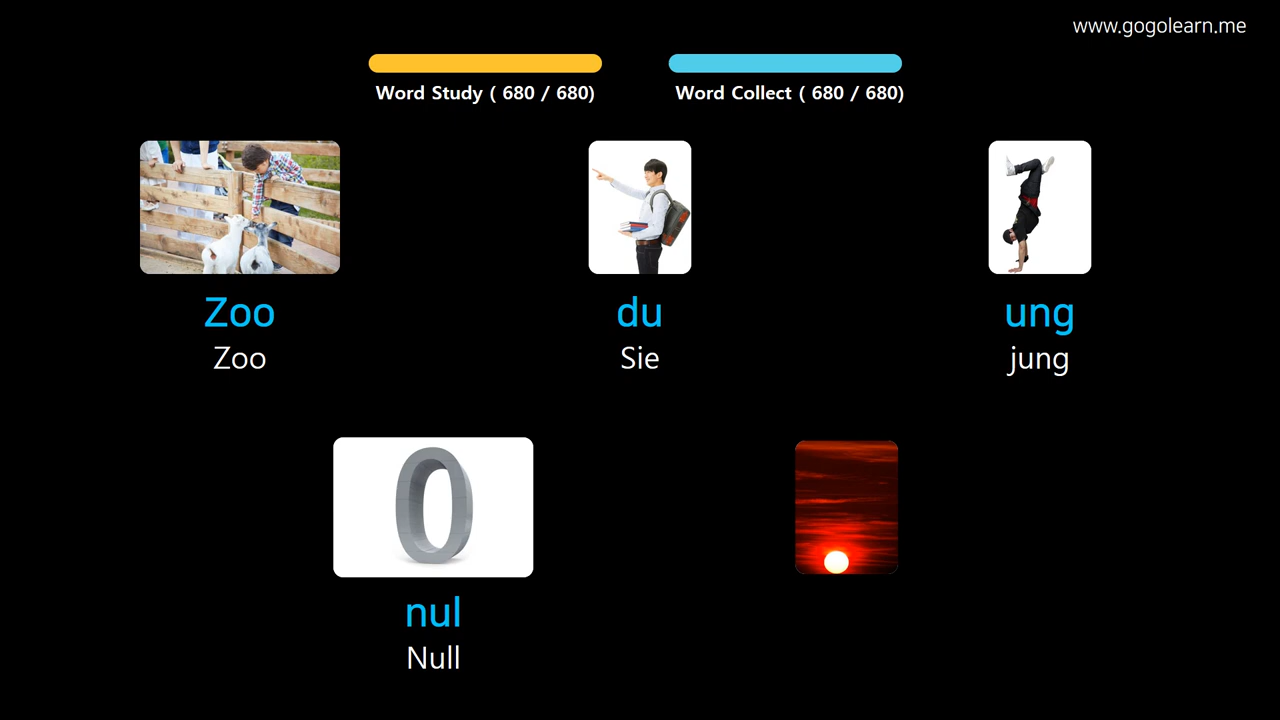 www.gogolearn.me
Word Study ( 680 / 680)
Word Collect ( 680 / 680)
Zoo
Zoo
du
Sie
ung
jung
0
nul
Null